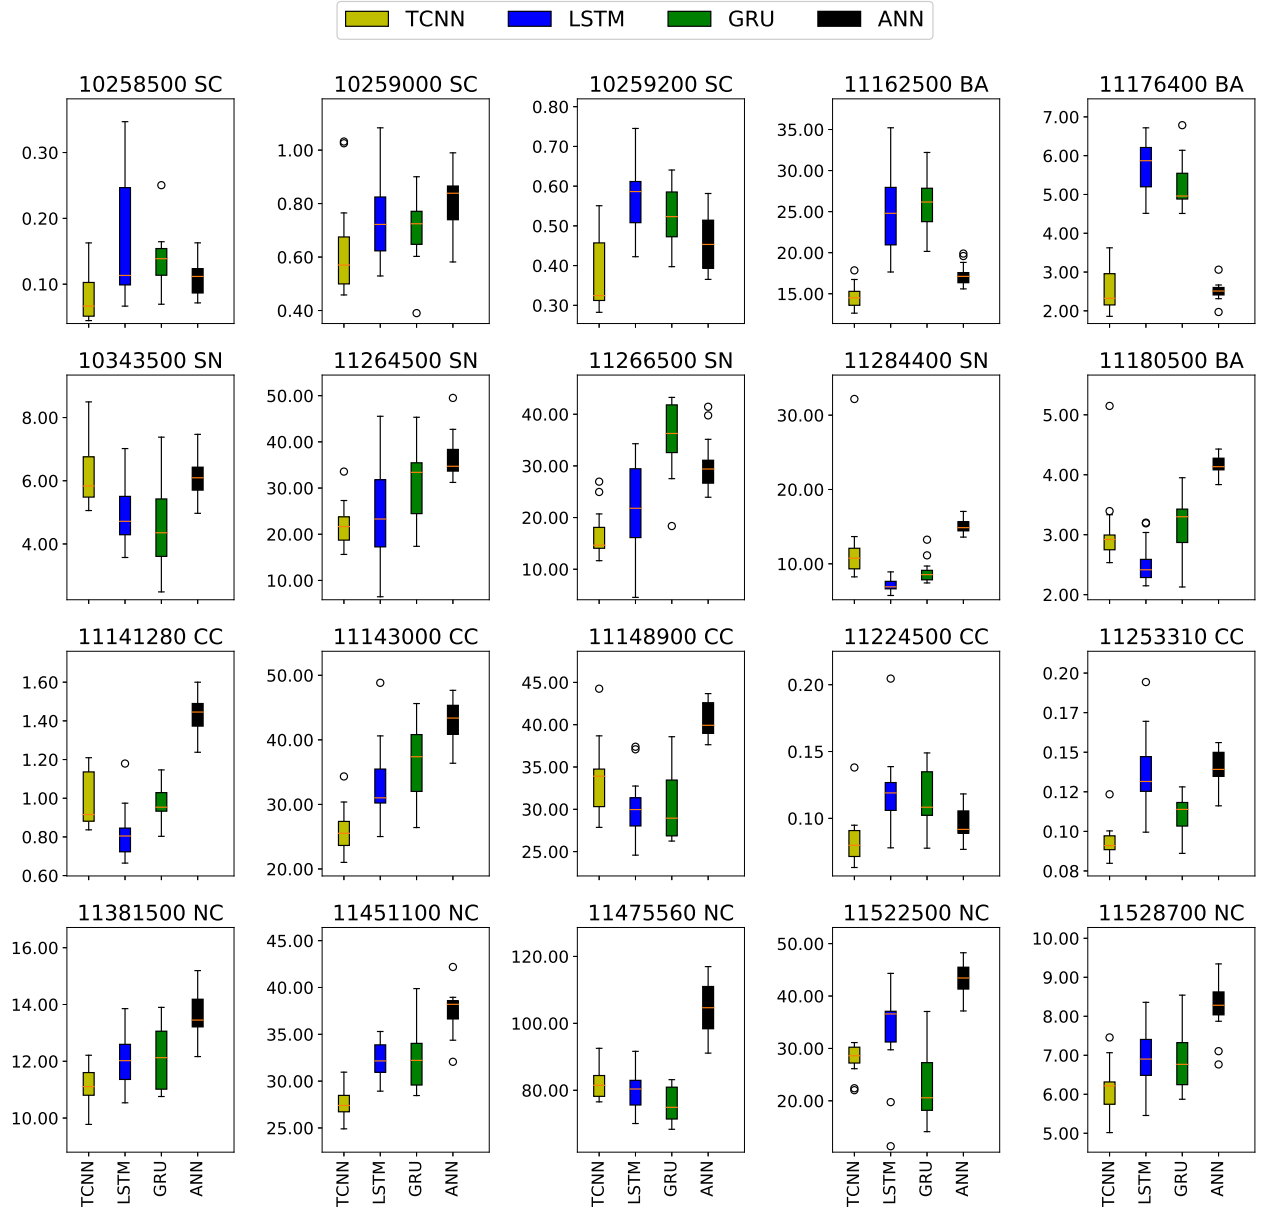 TCNN LSTM GRU ANN
10258500 SC 10259000 SC 10259200 SC 11162500 BA 11176400 BA
0.30 1.00 0.80 35.00 7.00
0.20 0.80 0.70 30.00 6.00
0.10 0.60 0.60 25.00 5.00
0.40 0.50 20.00 4.00
0.40 15.00 3.00
0.30 2.00
10343500 SN 11264500 SN 11266500 SN 11284400 SN 11180500 BA
8.00 50.00 40.00 30.00 5.00
6.00 40.00 30.00 20.00 4.00
4.00 30.00 20.00 10.00 3.00
20.00 10.00 2.00
10.00
11141280 CC 11143000 CC 11148900 CC 11224500 CC 11253310 CC
1.60 50.00 45.00 0.20 0.20
1.40 40.00 40.00 0.15 0.17
1.20 30.00 35.00 0.10 0.15
1.00 20.00 30.00 0.12
0.80 25.00 0.10
0.60 0.08
11381500 NC 11451100 NC 11475560 NC 11522500 NC 11528700 NC
16.00 45.00 120.00 50.00 10.00
14.00 40.00 100.00 40.00 9.00
12.00 35.00 80.00 30.00 8.00
10.00 30.00 20.00 7.00
25.00 6.00
5.00
TCNN LSTM GRU ANN TCNN LSTM GRU ANN TCNN LSTM GRU ANN TCNN LSTM GRU ANN TCNN LSTM GRU ANN